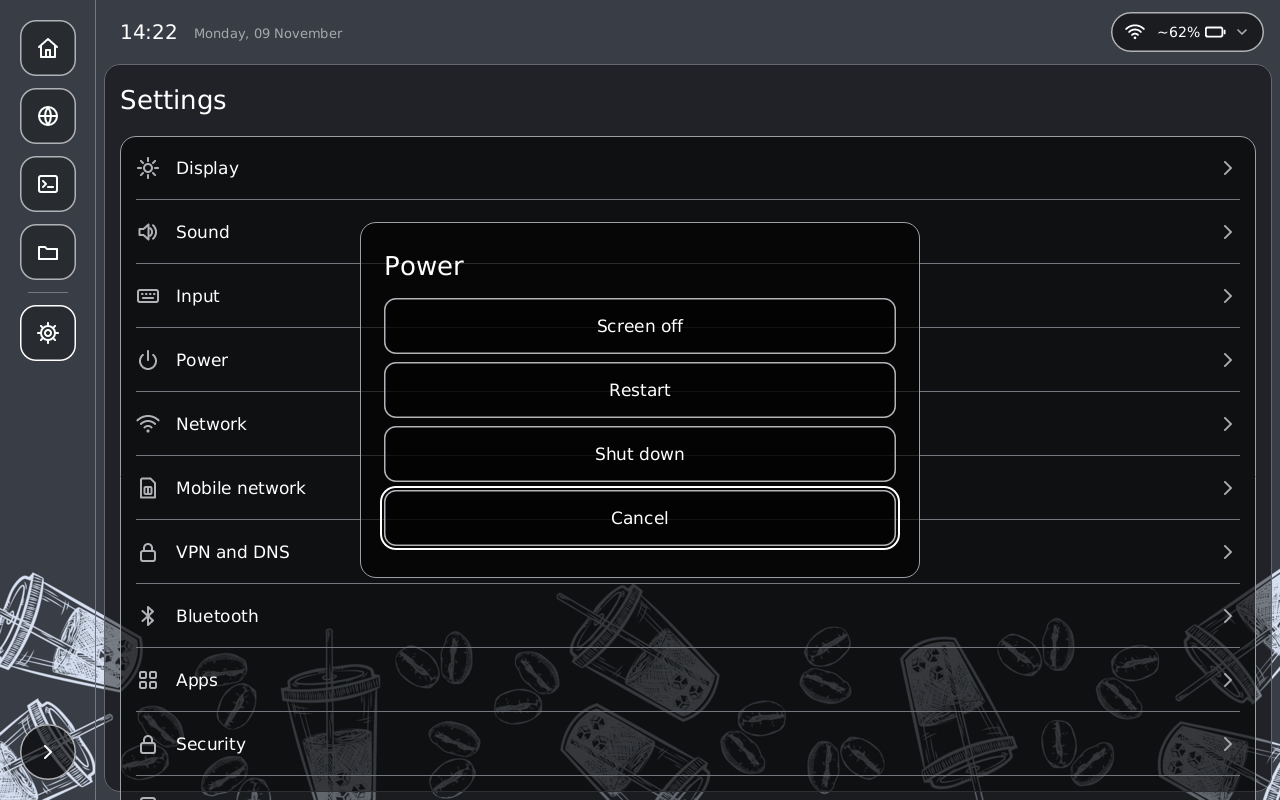 14:22 Monday, 09 November
~62%
Settings
Display
Sound
Input
Power
Network
Mobile network
VPN and DNS
Bluetooth
Apps
Security
Power
Screen off
Restart
Shut down
Cancel